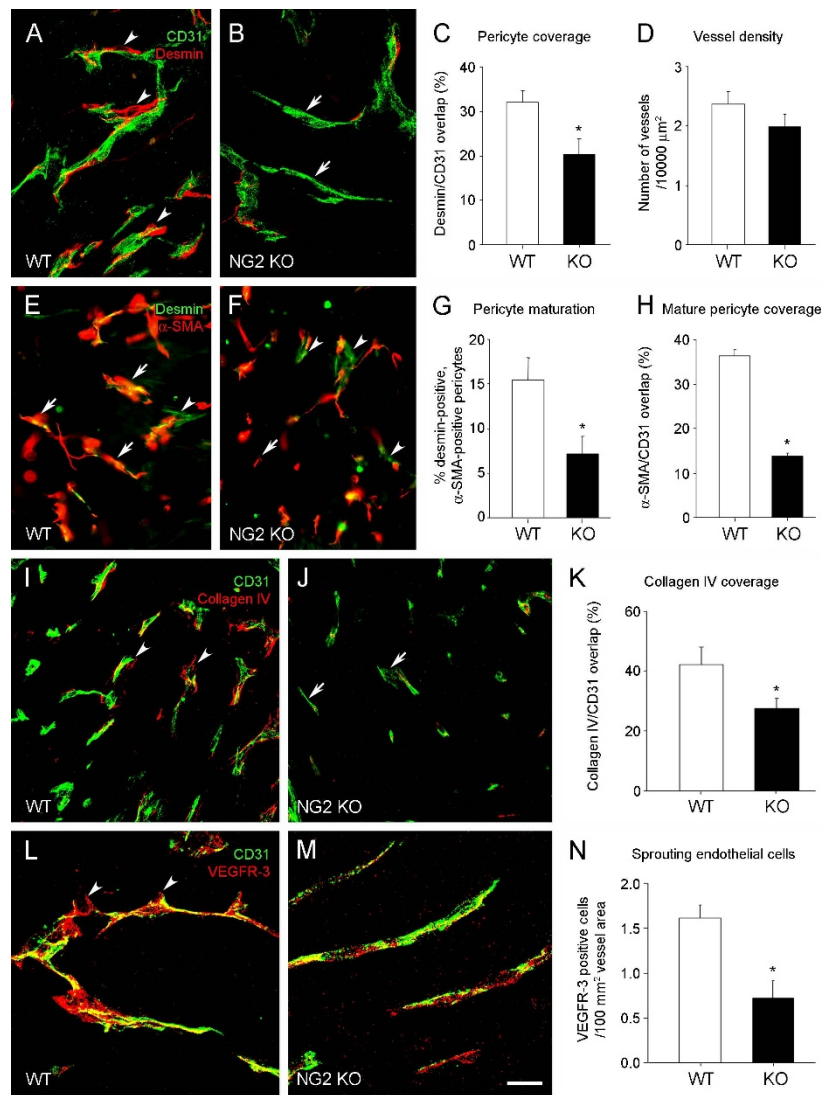 A
CD31
Desmin
WT
B
NG2 KO
C
Pericyte coverage
Desmin/CD31 overlap (%)
40
30
20
10
0
*
WT
KO
D
Vessel density
Number of vessels
/10000 μm²
3
2
1
0
WT
KO
E
Desmin
α-SMA
WT
F
NG2 KO
G
Pericyte maturation
% desmin-positive,
α-SMA-positive pericytes
20
15
10
5
0
*
WT
KO
H
Mature pericyte coverage
α-SMA/CD31 overlap (%)
40
30
20
10
0
*
WT
KO
I
CD31
Collagen IV
WT
J
NG2 KO
K
Collagen IV coverage
Collagen IV/CD31 overlap (%)
60
40
20
0
*
WT
KO
L
CD31
VEGFR-3
WT
M
NG2 KO
N
Sprouting endothelial cells
VEGFR-3 positive cells
/100 mm² vessel area
2.0
1.5
1.0
0.5
0.0
*
WT
KO